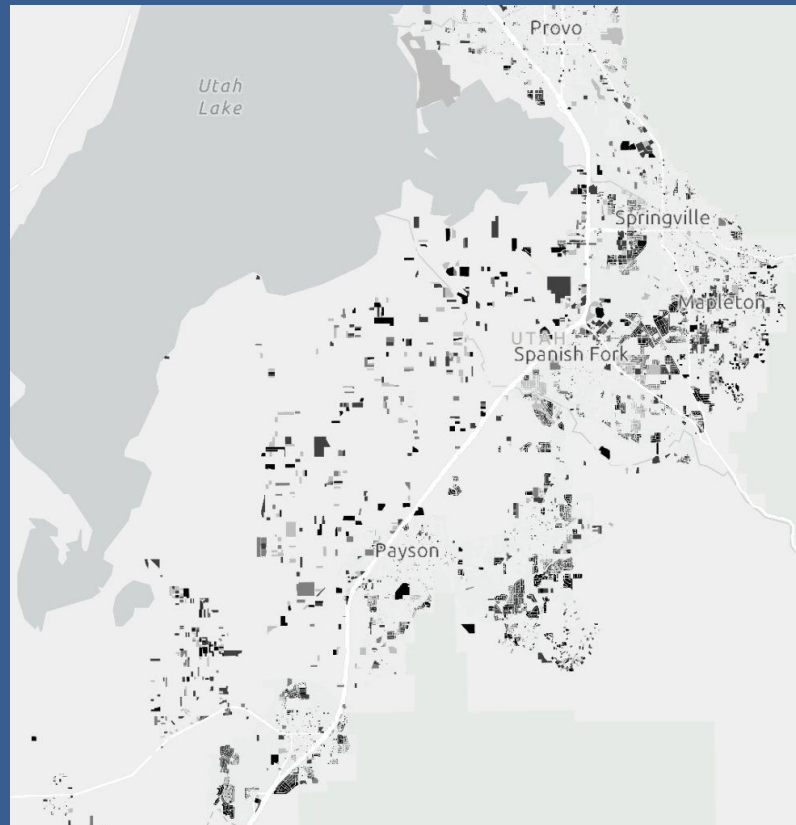 Provo
Utah
Lake
Springville
Mapleton
UTAH
Spanish Fork
Payson